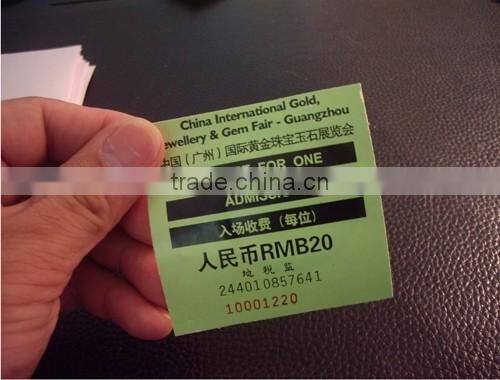 China International Gold,
ewellery & Gem Fair - Guangzhou
中国（广州）国际黄金珠宝玉石展览会
FOR ONE
trade.china.cn
ADMISS
入场收费（每位）
人民币RMB20
地税监
244010857641
10001220